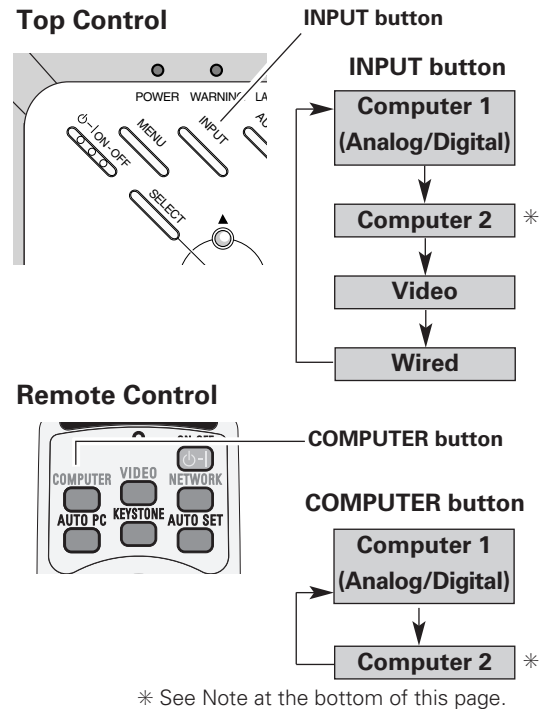 Top Control
INPUT button
POWER WARNING
ON-OFF
MENU
INPUT
SELECT
INPUT button
Computer 1
(Analog/Digital)
Computer 2 ✳
Video
Wired
Remote Control
COMPUTER button
ON-OFF
COMPUTER VIDEO NETWORK
AUTO PC KEYSTONE AUTO SET
COMPUTER button
Computer 1
(Analog/Digital)
Computer 2 ✳
✳ See Note at the bottom of this page.